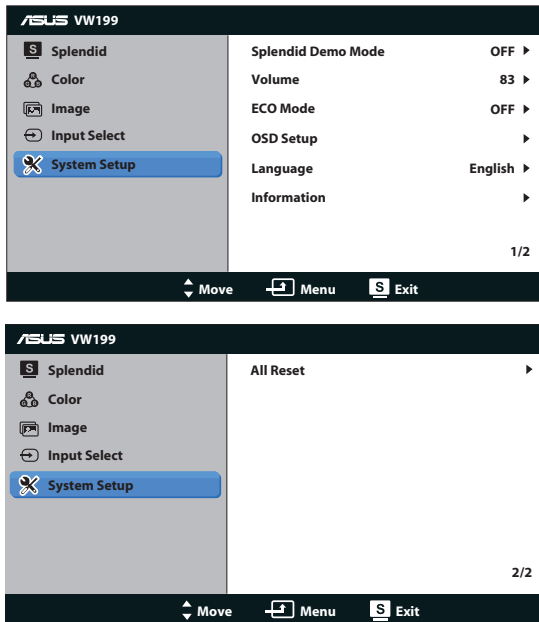 ASUS VW199
S Splendid
Color
Image
Input Select
System Setup
Splendid Demo Mode OFF
Volume 83
ECO Mode OFF
OSD Setup
Language English
Information
1/2
Move Menu S Exit
ASUS VW199
S Splendid
Color
Image
Input Select
System Setup
All Reset
2/2
Move Menu S Exit